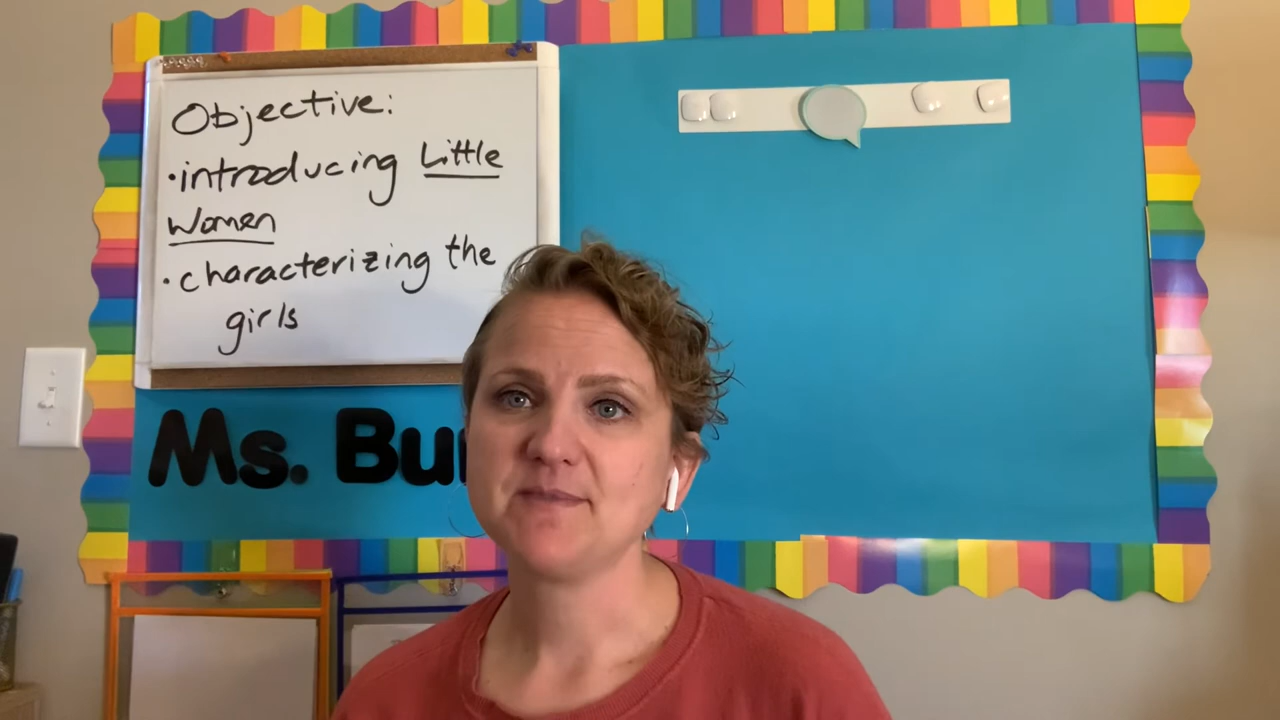 Objective:
•introducing Little
Women
•characterizing the
girls
Ms. Bu